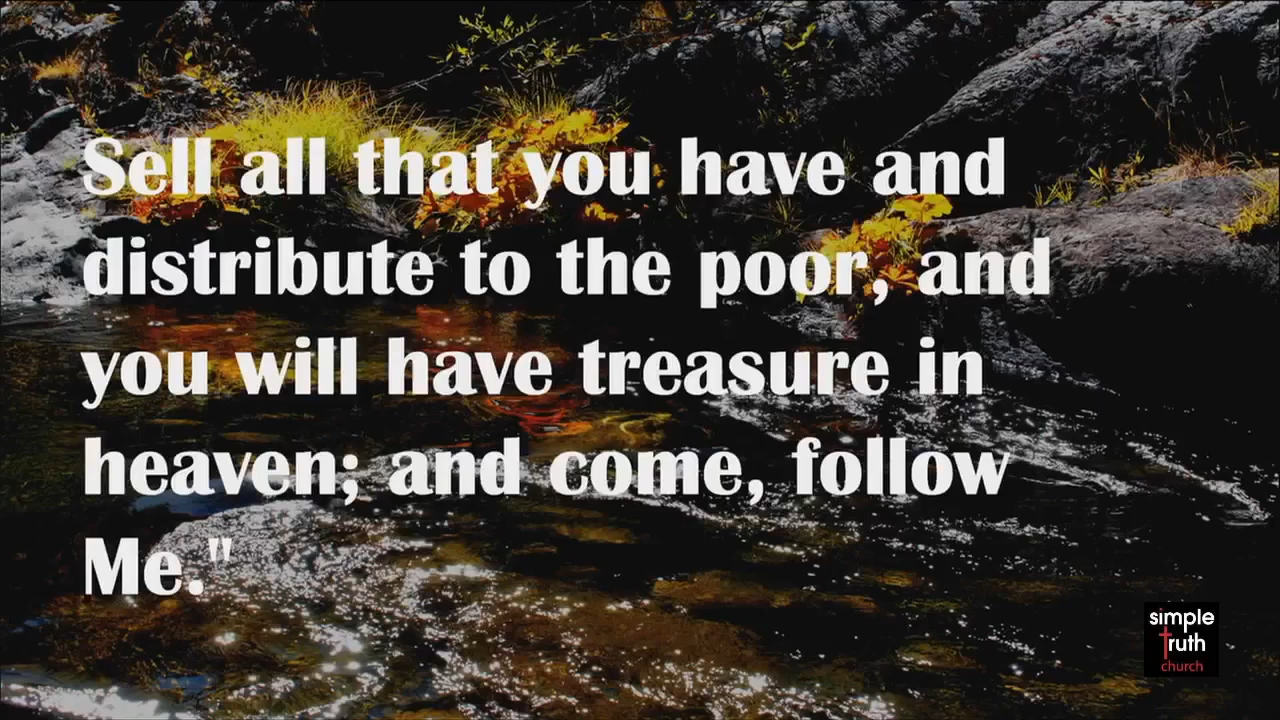 Sell all that you have and
distribute to the poor, and
you will have treasure in
heaven; and come, follow
Me."
simple
truth
church